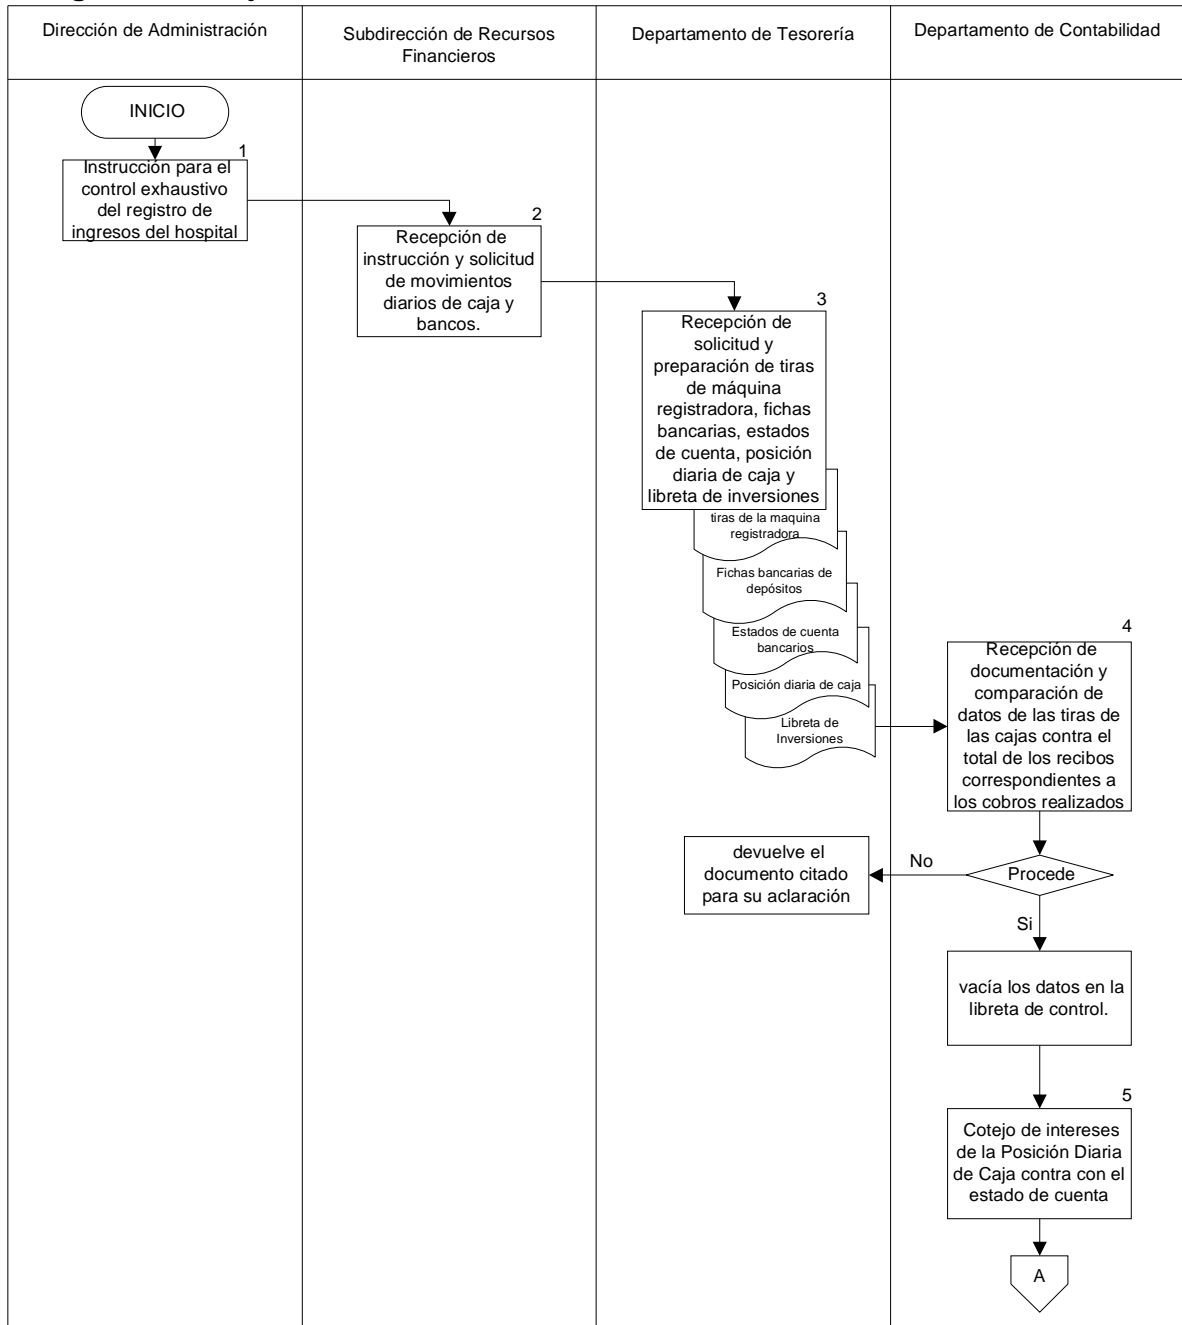 Dirección de Administración
Subdirección de Recursos
Financieros
Departamento de Tesorería
Departamento de Contabilidad
INICIO
1
Instrucción para el
control exhaustivo
del registro de
ingresos del hospital
2
Recepción de
instrucción y solicitud
de movimientos
diarios de caja y
bancos.
3
Recepción de
solicitud y
preparación de tiras
de máquina
registradora, fichas
bancarias, estados
de cuenta, posición
diaria de caja y
libreta de inversiones
tiras de la maquina
registradora
Fichas bancarias de
depósitos
Estados de cuenta
bancarios
Posición diaria de caja
Libreta de
Inversiones
4
Recepción de
documentación y
comparación de
datos de las tiras de
las cajas contra el
total de los recibos
correspondientes a
los cobros realizados
Procede
No
devuelve el
documento citado
para su aclaración
Si
vacía los datos en la
libreta de control.
5
Cotejo de intereses
de la Posición Diaria
de Caja contra con el
estado de cuenta
A